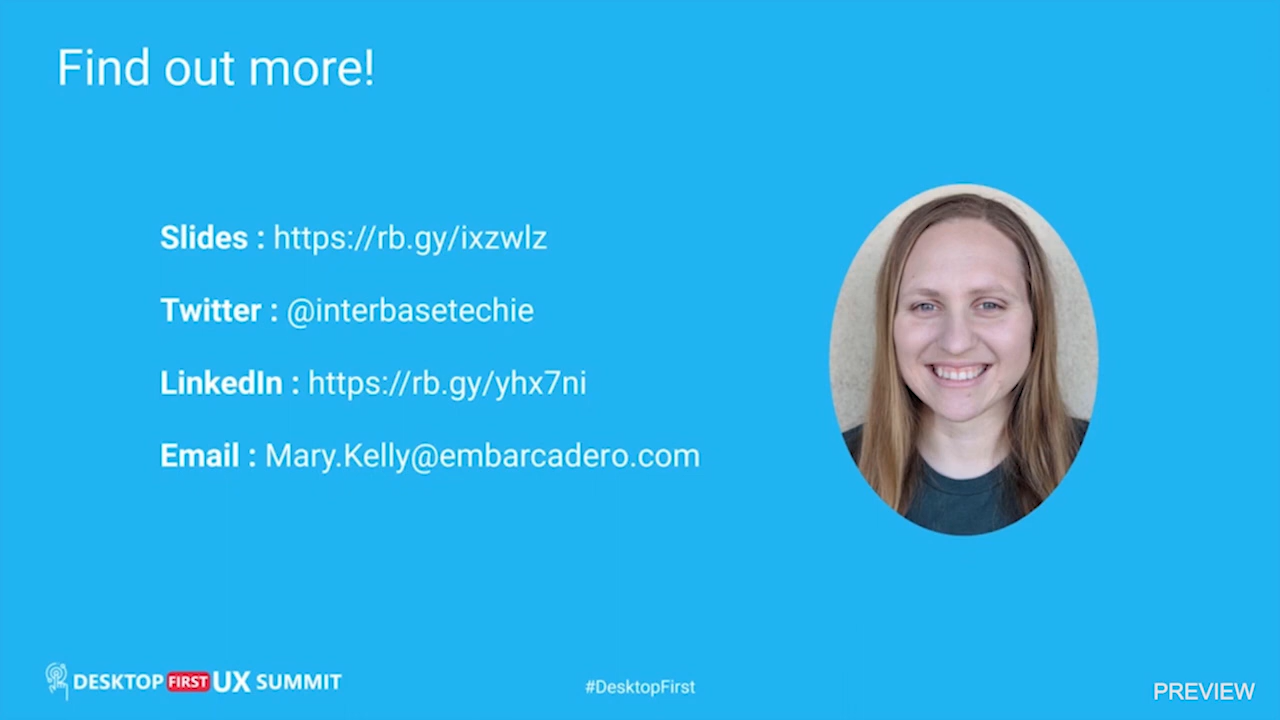 Find out more!
Slides : https://rb.gy/ixzwlz
Twitter : @interbasetechie
LinkedIn : https://rb.gy/yhx7ni
Email : Mary.Kelly@embarcadero.com
DESKTOP FIRST UX SUMMIT
#DesktopFirst
PREVIEW